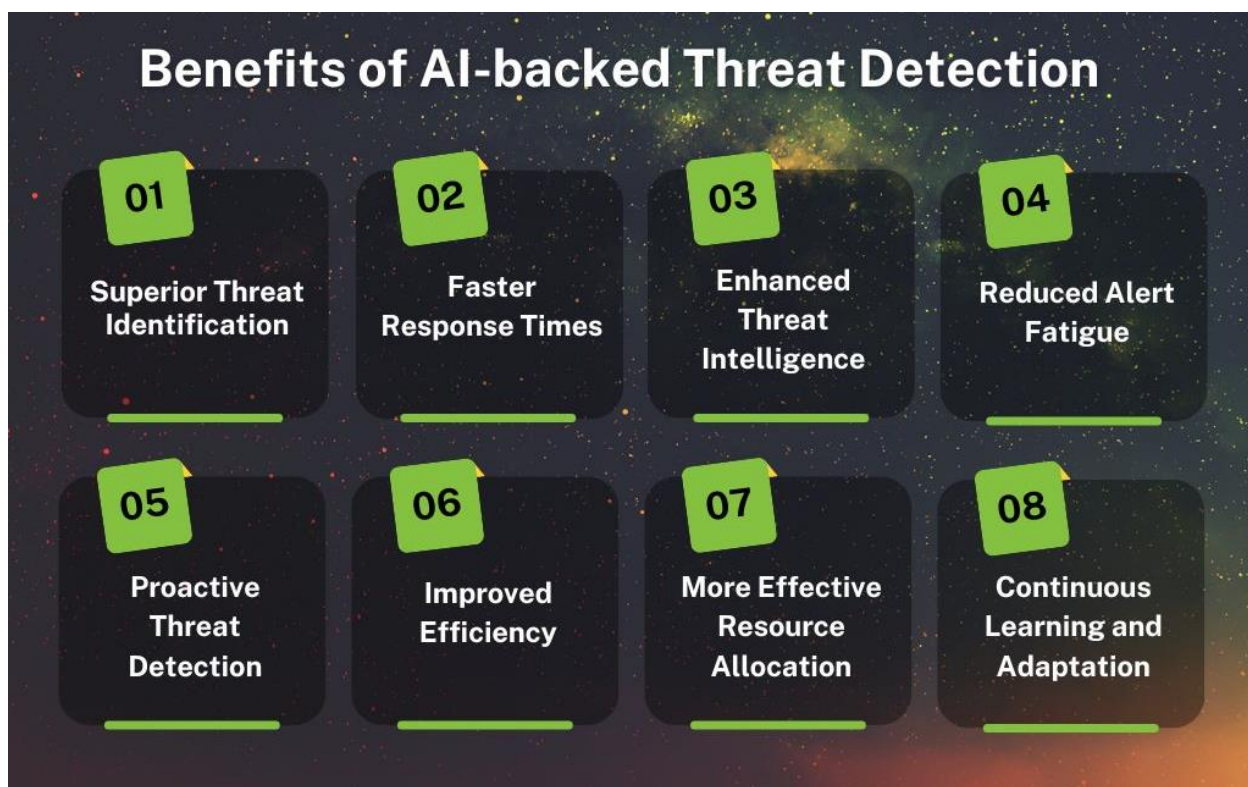 Benefits of AI-backed Threat Detection
01
Superior Threat
Identification
02
Faster
Response Times
03
Enhanced
Threat
Intelligence
04
Reduced Alert
Fatigue
05
Proactive
Threat
Detection
06
Improved
Efficiency
07
More Effective
Resource
Allocation
08
Continuous
Learning and
Adaptation